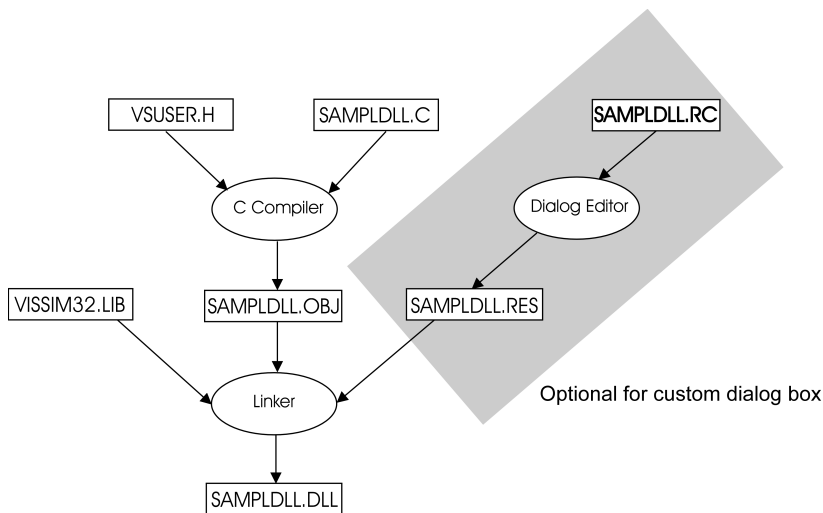 VSUSER.H
SAMPLDLL.C
SAMPLDLL.RC
C Compiler
Dialog Editor
VISSIM32.LIB
SAMPLDLL.OBJ
SAMPLDLL.RES
Optional for custom dialog box
Linker
SAMPLDLL.DLL